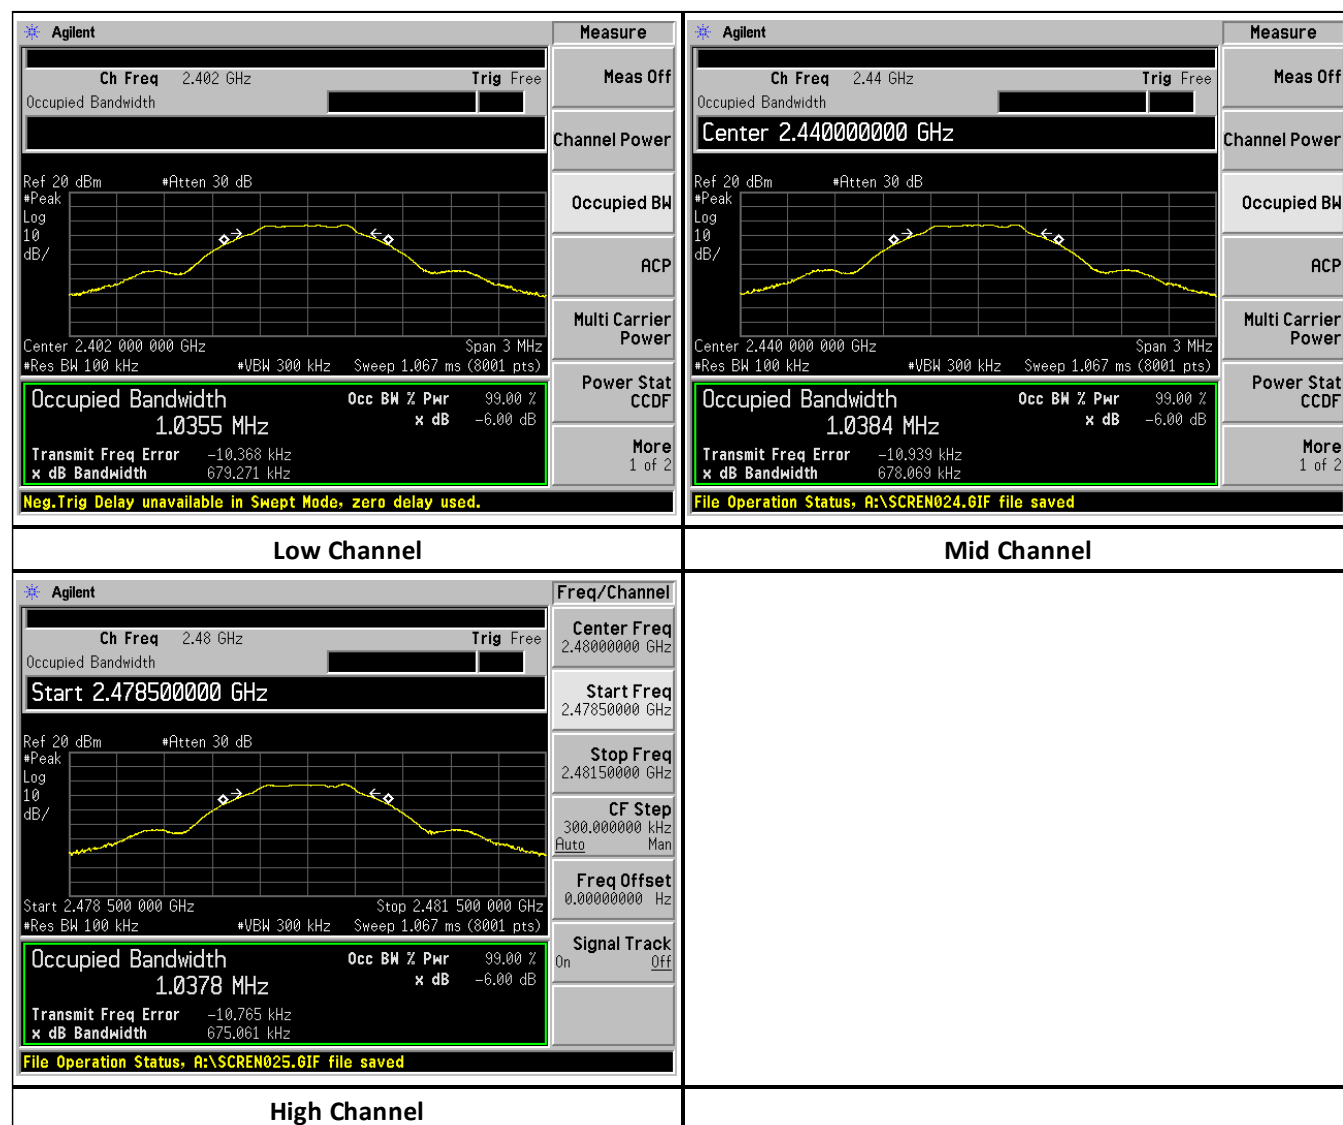 Agilent
Measure
Ch Freq 2.402 GHz Trig Free
Occupied Bandwidth
Meas Off
Channel Power
Occupied BW
ACP
Multi Carrier
Power
Power Stat
CCDF
More
1 of 2
Ref 20 dBm #Atten 30 dB
#Peak
Log
10
dB/
Center 2.402 000 000 GHz Span 3 MHz
#Res BW 100 kHz #VBW 300 kHz Sweep 1.067 ms (8001 pts)
Occupied Bandwidth Occ BW % Pwr 99.00 %
1.0355 MHz x dB -6.00 dB
Transmit Freq Error -10.368 kHz
x dB Bandwidth 679.271 kHz
Neg.Trig Delay unavailable in Swept Mode, zero delay used.
Low Channel
Agilent
Measure
Ch Freq 2.44 GHz Trig Free
Occupied Bandwidth
Center 2.440000000 GHz
Meas Off
Channel Power
Occupied BW
ACP
Multi Carrier
Power
Power Stat
CCDF
More
1 of 2
Ref 20 dBm #Atten 30 dB
#Peak
Log
10
dB/
Center 2.440 000 000 GHz Span 3 MHz
#Res BW 100 kHz #VBW 300 kHz Sweep 1.067 ms (8001 pts)
Occupied Bandwidth Occ BW % Pwr 99.00 %
1.0384 MHz x dB -6.00 dB
Transmit Freq Error -10.939 kHz
x dB Bandwidth 678.069 kHz
File Operation Status, A:\SCREN024.GIF file saved
Mid Channel
Agilent
Freq/Channel
Ch Freq 2.48 GHz Trig Free
Occupied Bandwidth
Start 2.478500000 GHz
Center Freq
2.48000000 GHz
Start Freq
2.47850000 GHz
Stop Freq
2.48150000 GHz
CF Step
300.000000 kHz
Auto Man
Freq Offset
0.00000000 Hz
Signal Track
On Off
Ref 20 dBm #Atten 30 dB
#Peak
Log
10
dB/
Start 2.478 500 000 GHz Stop 2.481 500 000 GHz
#Res BW 100 kHz #VBW 300 kHz Sweep 1.067 ms (8001 pts)
Occupied Bandwidth Occ BW % Pwr 99.00 %
1.0378 MHz x dB -6.00 dB
Transmit Freq Error -10.765 kHz
x dB Bandwidth 675.061 kHz
File Operation Status, A:\SCREN025.GIF file saved
High Channel